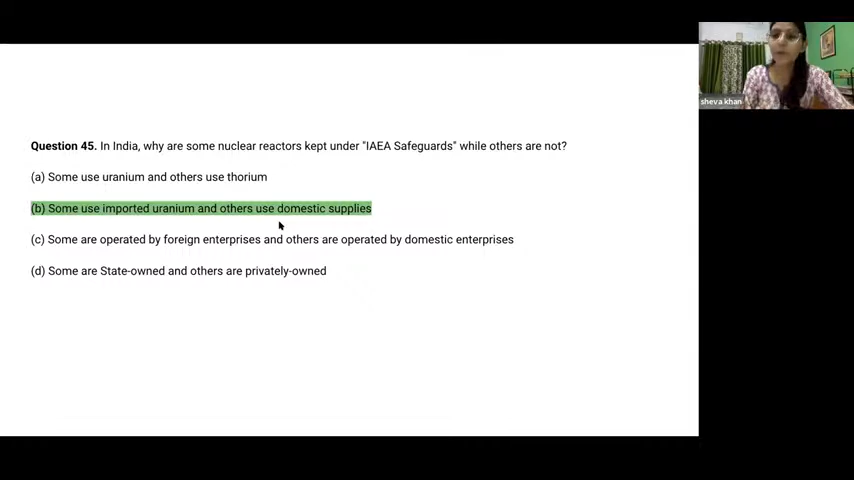 Question 45. In India, why are some nuclear reactors kept under "IAEA Safeguards" while others are not?
(a) Some use uranium and others use thorium
(b) Some use imported uranium and others use domestic supplies
(c) Some are operated by foreign enterprises and others are operated by domestic enterprises
(d) Some are State-owned and others are privately-owned
sheva khan